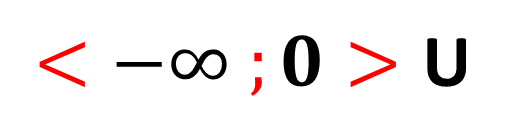 < −∞ ; 0 > U